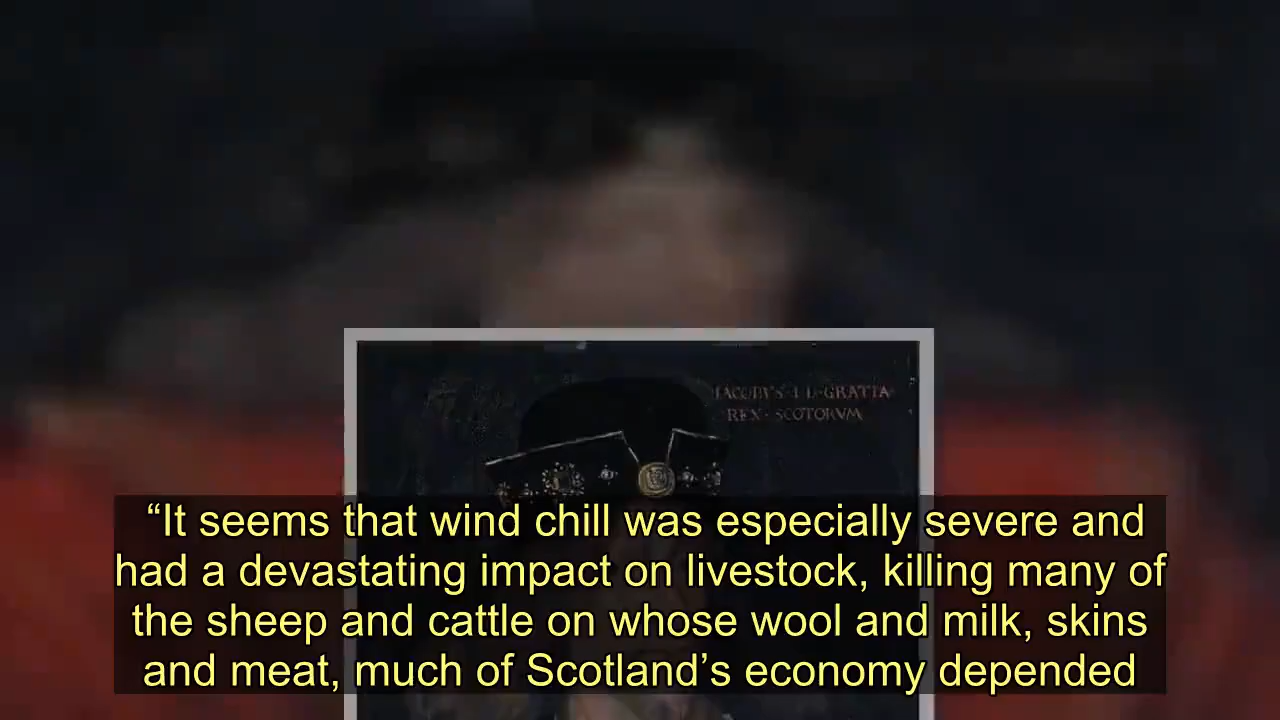 GRATIA
REX · SCOTORVM
“It seems that wind chill was especially severe and
had a devastating impact on livestock, killing many of
the sheep and cattle on whose wool and milk, skins
and meat, much of Scotland’s economy depended